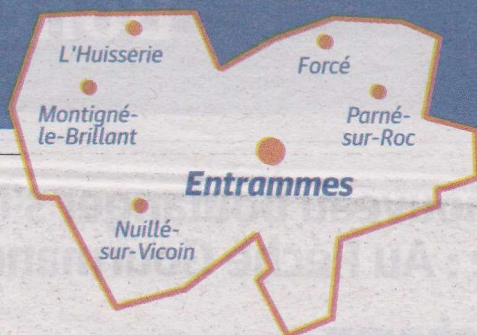 L'Huisserie
Forcé
Montigné-
le-Brillant
Parné-
sur-Roc
Entrammes
Nuillé-
sur-Vicoin